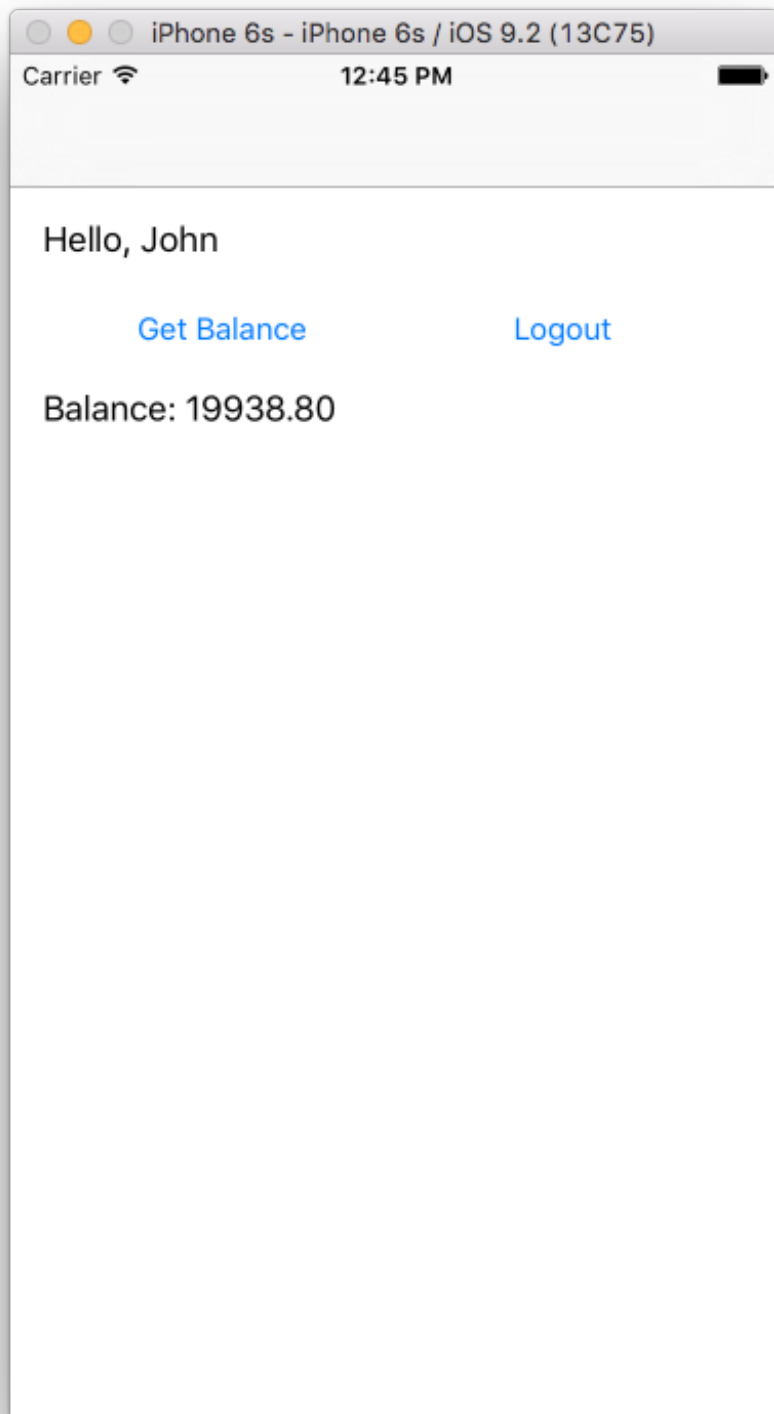 iPhone 6s - iPhone 6s / iOS 9.2 (13C75)
Carrier 12:45 PM
Hello, John
Get Balance Logout
Balance: 19938.80